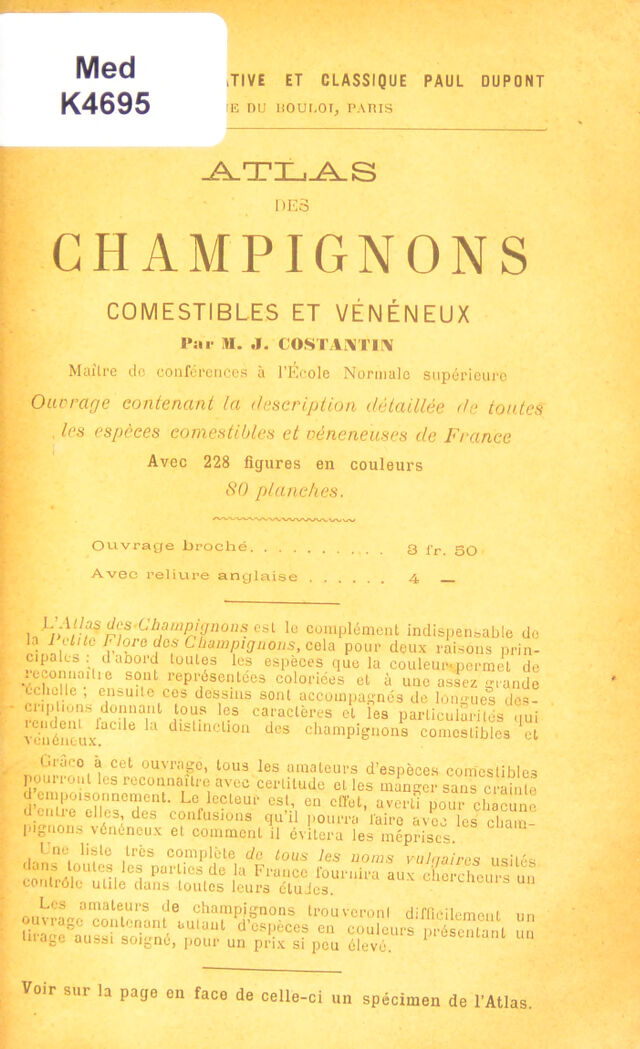 Med
K4695
ATIVE ET CLASSIQUE PAUL DUPONT
E DU BOULOI, PARIS
ATLAS
DES
CHAMPIGNONS
COMESTIBLES ET VÉNÉNEUX
Par M. J. COSTANTIN
Maître de conférences à l'École Normale supérieure
Ouvrage contenant la description détaillée de toutes
les espèces comestibles et véneneuses de France
Avec 228 figures en couleurs
80 planches.
Ouvrage broché. . . . . . . . . . . 3 fr. 50
Avec reliure anglaise . . . . . . 4 —
L'Atlas des Champignons est le complément indispensable de
la Petite Flore des Champignons, cela pour deux raisons prin-
cipales : d'abord toutes les espèces que la couleur permet de
reconnaître sont représentées coloriées et à une assez grande
échelle ; ensuite ces dessins sont accompagnés de longues des-
criptions donnant tous les caractères et les particularités qui
rendent facile la distinction des champignons comestibles et
vénéneux.
Grâce à cet ouvrage, tous les amateurs d'espèces comestibles
pourront les reconnaître avec certitude et les manger sans crainte
d'empoisonnement. Le lecteur est, en effet, averti pour chacune
d'entre elles, des confusions qu'il pourra faire avec les cham-
pignons vénéneux et comment il évitera les méprises.
Une liste très complète de tous les noms vulgaires usités
dans toutes les parties de la France fournira aux chercheurs un
contrôle utile dans toutes leurs études.
Les amateurs de champignons trouveront difficilement un
ouvrage contenant autant d'espèces en couleurs présentant un
tirage aussi soigné, pour un prix si peu élevé.
Voir sur la page en face de celle-ci un spécimen de l'Atlas.